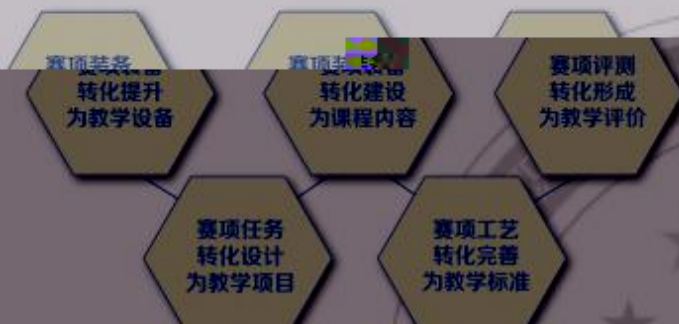 赛项装备
转化提升
为教学设备
赛项
转化建设
为课程内容
赛项评测
转化形成
为教学评价
赛项任务
转化设计
为教学项目
赛项工艺
转化完善
为教学标准